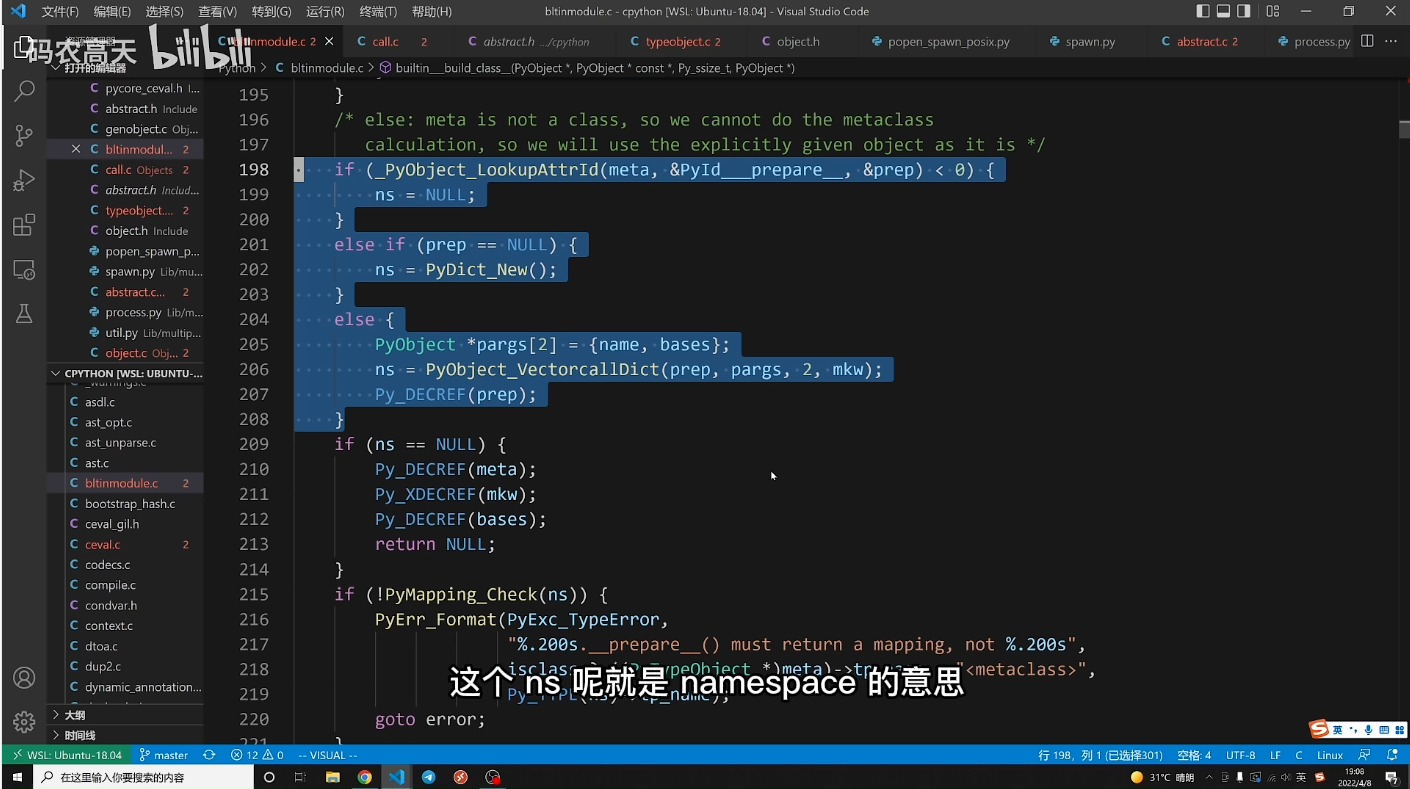 文件(F) 编辑(E) 选择(S) 查看(V) 转到(G) 运行(R) 终端(T) 帮助(H) bltinmodule.c - cpython [WSL: Ubuntu-18.04] - Visual Studio Code
码农高天 bilibili
bltinmodule.c 2 call.c 2 abstract.h .../cpython typeobject.c 2 object.h popen_spawn_posix.py spawn.py abstract.c 2 process.py
Python > bltinmodule.c > builtin___build_class__(PyObject *, PyObject * const *, Py_ssize_t, PyObject *)
打开的编辑器
pycore_ceval.h I...
abstract.h Include
genobject.c Obj...
bltinmodul... 2
call.c Objects 2
abstract.h Includ...
typeobject.... 2
object.h Include
popen_spawn_p...
spawn.py Lib/mu...
abstract.c... 2
process.py Lib/m...
util.py Lib/multip...
object.c Obj... 2
CPYTHON [WSL: UBUNTU-...
_warnings.c
asdl.c
ast_opt.c
ast_unparse.c
ast.c
bltinmodule.c 2
bootstrap_hash.c
ceval_gil.h
ceval.c 2
codecs.c
compile.c
condvar.h
context.c
dtoa.c
dup2.c
dynamic_annotation...
大纲
时间线
195 }
196 /* else: meta is not a class, so we cannot do the metaclass
197 calculation, so we will use the explicitly given object as it is */
198 if (_PyObject_LookupAttrId(meta, &PyId___prepare__, &prep) < 0) {
199 ns = NULL;
200 }
201 else if (prep == NULL) {
202 ns = PyDict_New();
203 }
204 else {
205 PyObject *pargs[2] = {name, bases};
206 ns = PyObject_VectorcallDict(prep, pargs, 2, mkw);
207 Py_DECREF(prep);
208 }
209 if (ns == NULL) {
210 Py_DECREF(meta);
211 Py_XDECREF(mkw);
212 Py_DECREF(bases);
213 return NULL;
214 }
215 if (!PyMapping_Check(ns)) {
216 PyErr_Format(PyExc_TypeError,
217 "%.200s.__prepare__() must return a mapping, not %.200s",
218 isclass *)meta)-> "<metaclass>",
219 Py_TYPE(ns)
220 goto error;
221 }
这个 ns 呢就是 namespace 的意思
英
WSL: Ubuntu-18.04 master 12 0 -- VISUAL -- 行 198，列 1 (已选择301) 空格: 4 UTF-8 LF C Linux
在这里输入你要搜索的内容 31°C 晴朗 英 19:08
2022/4/8